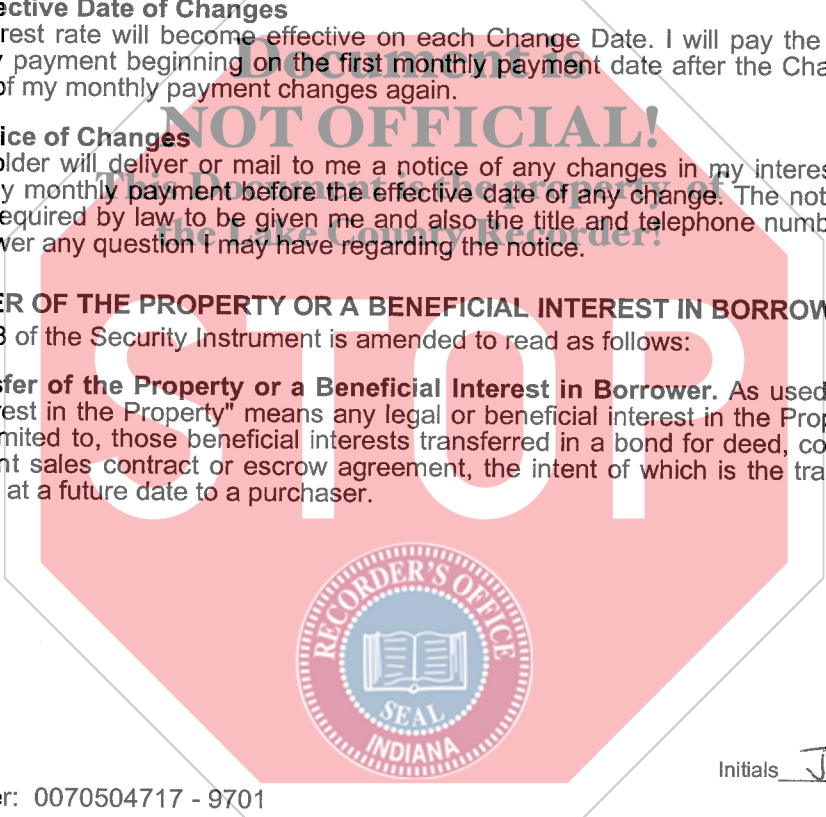 ective Date of Changes
rest rate will become effective on each Change Date. I will pay the
y payment beginning on the first monthly payment date after the Cha
of my monthly payment changes again.
ice of Changes
older will deliver or mail to me a notice of any changes in my interes
y monthly payment before the effective date of any change. The not
equired by law to be given me and also the title and telephone numb
wer any question I may have regarding the notice.
ER OF THE PROPERTY OR A BENEFICIAL INTEREST IN BORROW
of the Security Instrument is amended to read as follows:
sfer of the Property or a Beneficial Interest in Borrower. As used
rest in the Property" means any legal or beneficial interest in the Prop
mited to, those beneficial interests transferred in a bond for deed, co
nt sales contract or escrow agreement, the intent of which is the tra
at a future date to a purchaser.
Document is
NOT OFFICIAL!
This Document is the property of
the Lake County Recorder!
STOP
RECORDER'S OFFICE
SEAL
INDIANA
Initials J
er: 0070504717 - 9701